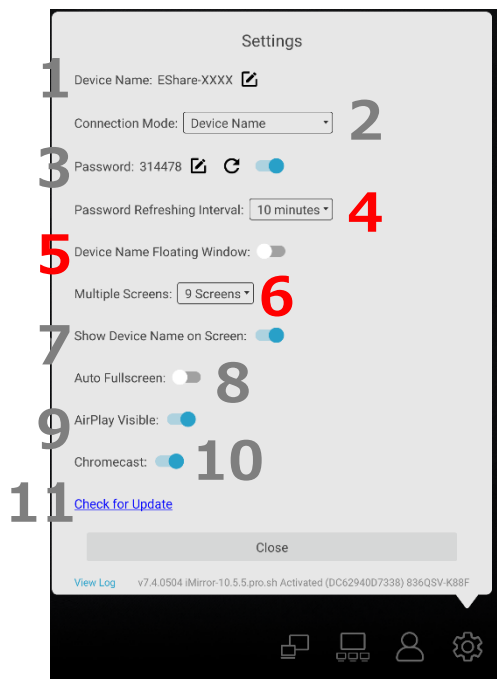 Settings
1 Device Name: EShare-XXXX
Connection Mode: Device Name 2
3 Password: 314478
Password Refreshing Interval: 10 minutes 4
5 Device Name Floating Window:
Multiple Screens: 9 Screens 6
7 Show Device Name on Screen:
Auto Fullscreen: 8
9 AirPlay Visible:
Chromecast: 10
11 Check for Update
Close
View Log v7.4.0504 iMirror-10.5.5.pro.sh Activated (DC62940D7338) 836QSV-K88F